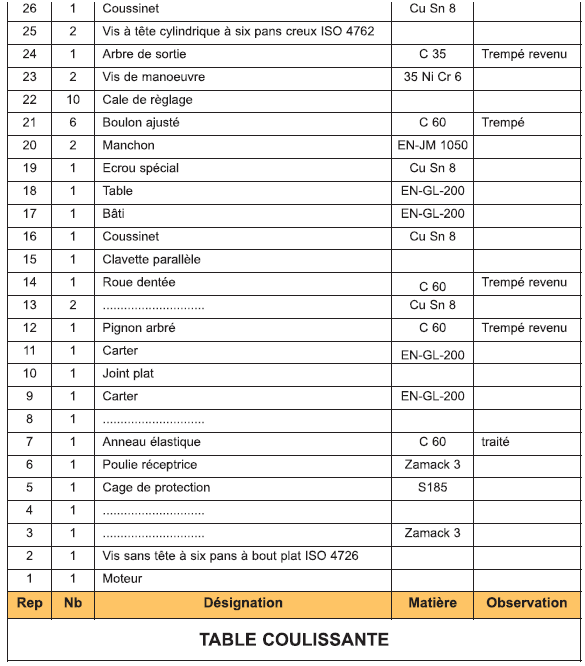 26 1 Coussinet Cu Sn 8
25 2 Vis à tête cylindrique à six pans creux ISO 4762
24 1 Arbre de sortie C 35 Trempé revenu
23 2 Vis de manoeuvre 35 Ni Cr 6
22 10 Cale de règlage
21 6 Boulon ajusté C 60 Trempé
20 2 Manchon EN-JM 1050
19 1 Ecrou spécial Cu Sn 8
18 1 Table EN-GL-200
17 1 Bâti EN-GL-200
16 1 Coussinet Cu Sn 8
15 1 Clavette parallèle
14 1 Roue dentée C 60 Trempé revenu
13 2 ............................. Cu Sn 8
12 1 Pignon arbré C 60 Trempé revenu
11 1 Carter EN-GL-200
10 1 Joint plat
9 1 Carter EN-GL-200
8 1 .............................
7 1 Anneau élastique C 60 traité
6 1 Poulie réceptrice Zamack 3
5 1 Cage de protection S185
4 1 .............................
3 1 ............................. Zamack 3
2 1 Vis sans tête à six pans à bout plat ISO 4726
1 1 Moteur
Rep Nb Désignation Matière Observation
TABLE COULISSANTE